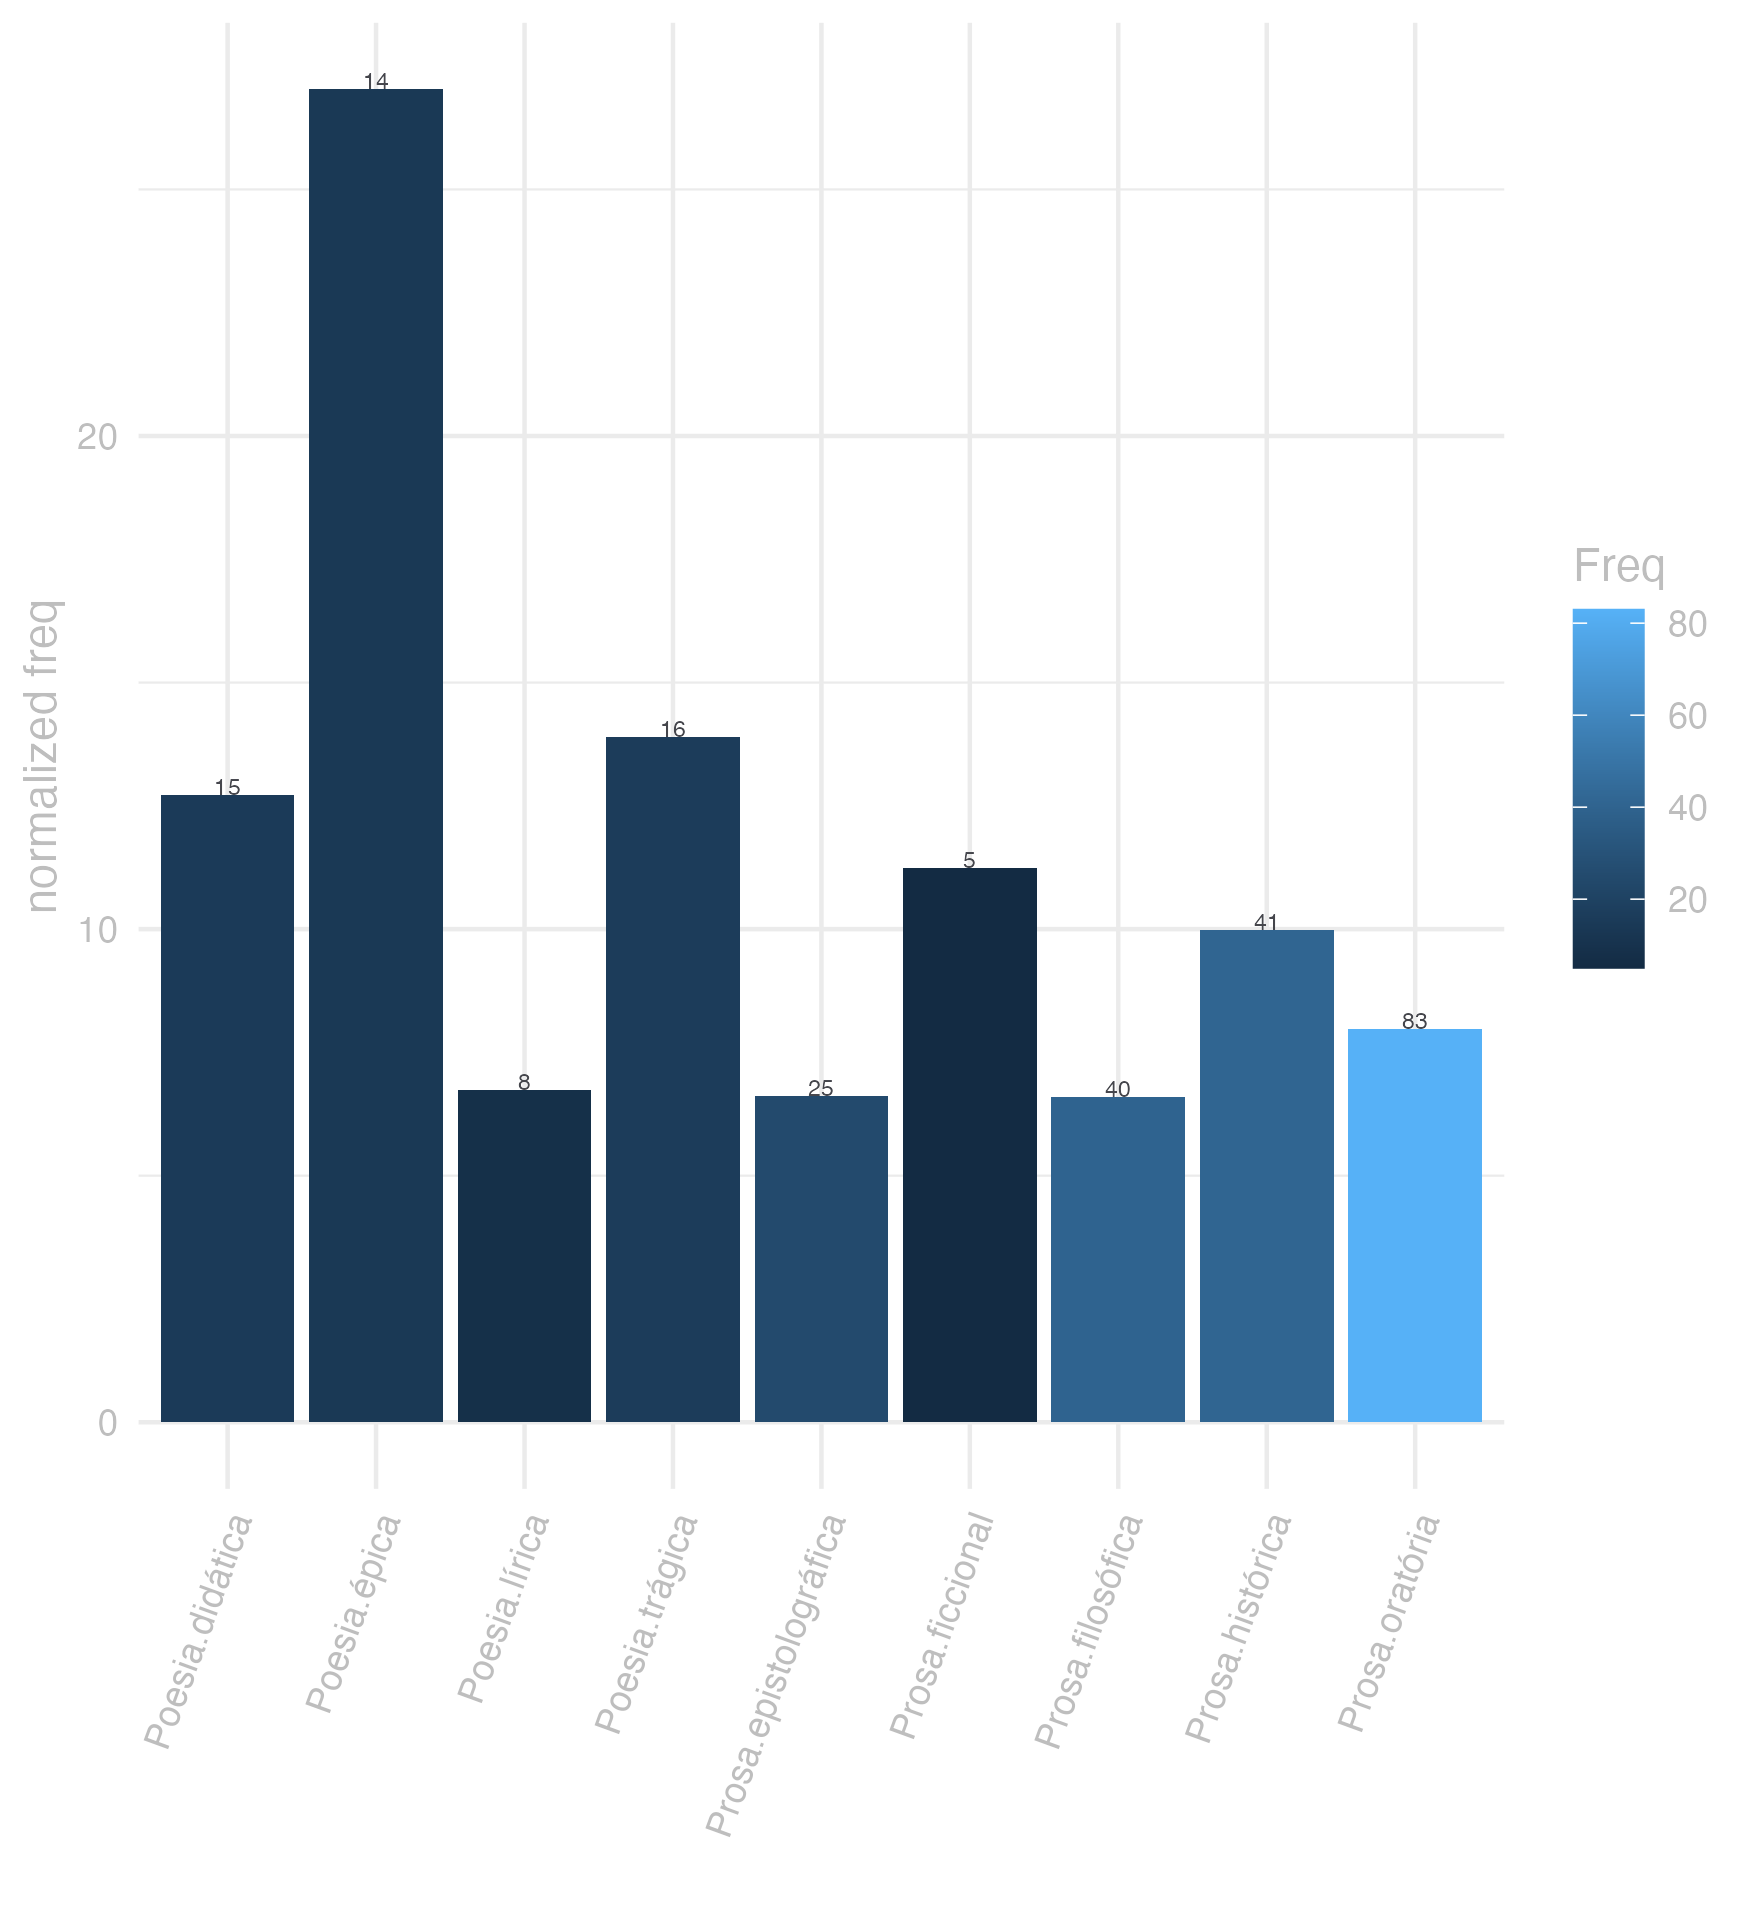 14
20
15
16
5
10
41
83
8
25
40
0
normalized freq
Poesia.didática
Poesia.épica
Poesia.lírica
Poesia.trágica
Prosa.epistolográfica
Prosa.ficcional
Prosa.filosófica
Prosa.histórica
Prosa.oratória
Freq
80
60
40
20